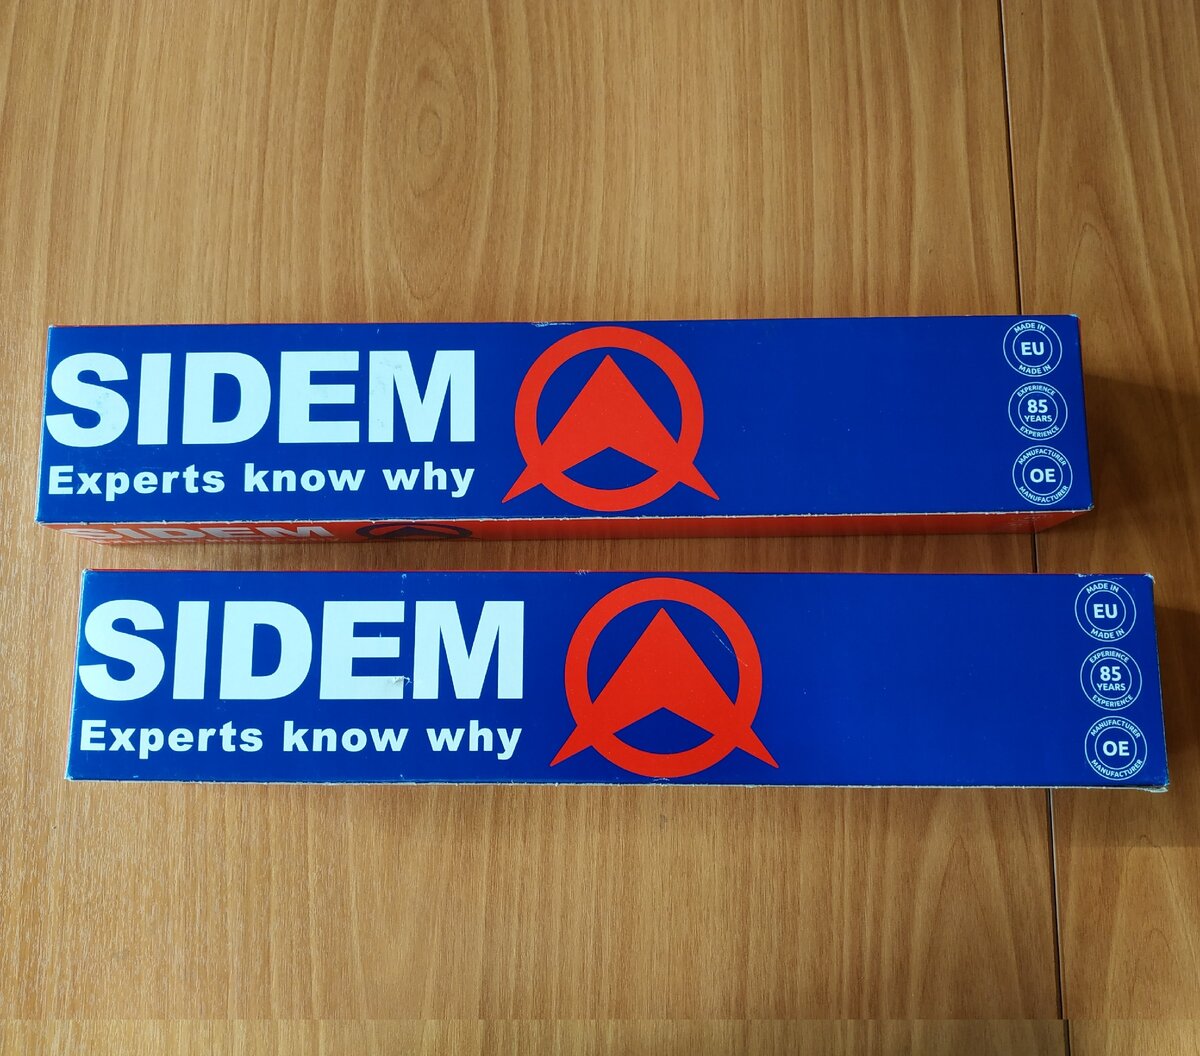 SIDEM
Experts know why
MADE IN
EU
MADE IN
EXPERIENCE
85
YEARS
EXPERIENCE
MANUFACTURER
OE
MANUFACTURER
SIDEM
SIDEM
Experts know why
MADE IN
EU
MADE IN
EXPERIENCE
85
YEARS
EXPERIENCE
MANUFACTURER
OE
MANUFACTURER